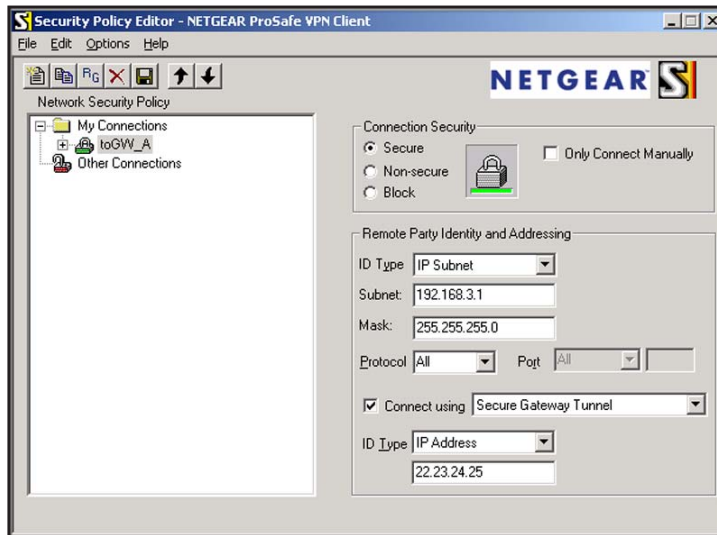 Security Policy Editor - NETGEAR ProSafe VPN Client
File Edit Options Help
RG
NETGEAR S
Network Security Policy
My Connections
toGW_A
Other Connections
Connection Security
Secure
Non-secure
Block
Only Connect Manually
Remote Party Identity and Addressing
ID Type IP Subnet
Subnet: 192.168.3.1
Mask: 255.255.255.0
Protocol All Port All
Connect using Secure Gateway Tunnel
ID Type IP Address
22.23.24.25